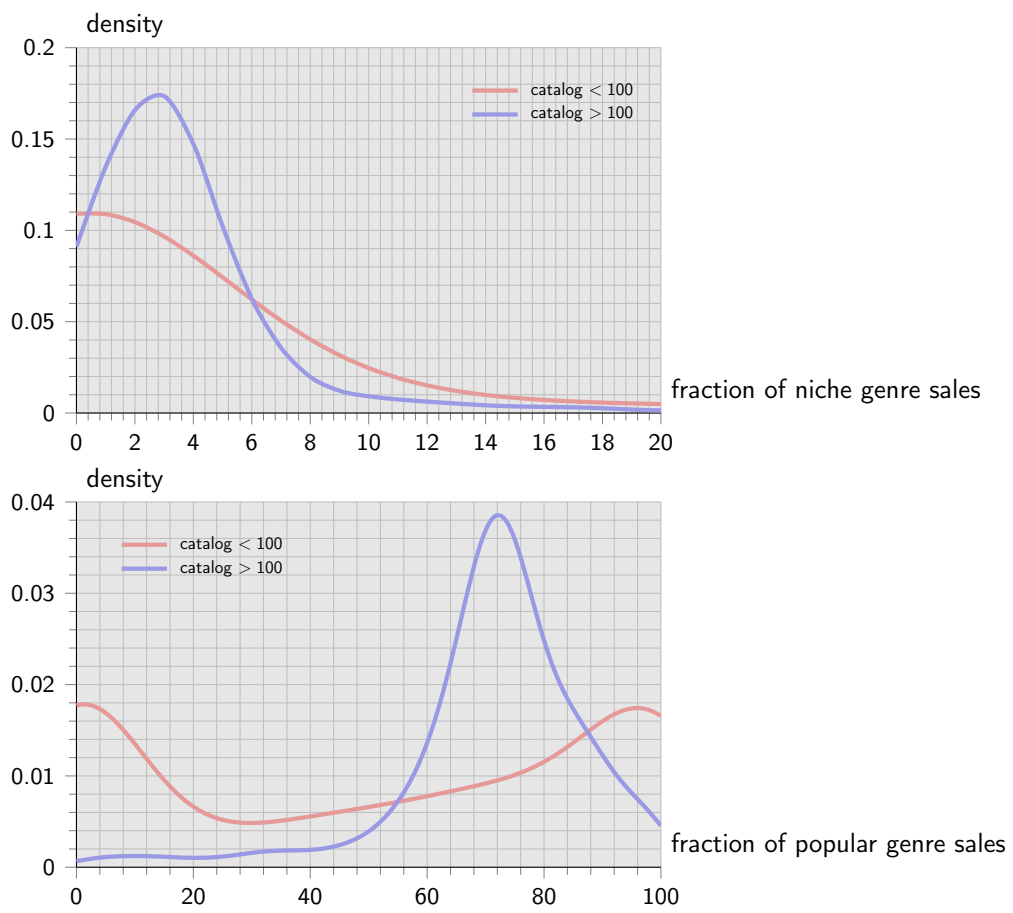 density
0.2
catalog < 100
catalog > 100
0.15
0.1
0.05
0
fraction of niche genre sales
0 2 4 6 8 10 12 14 16 18 20
density
0.04
catalog < 100
catalog > 100
0.03
0.02
0.01
0
fraction of popular genre sales
0 20 40 60 80 100